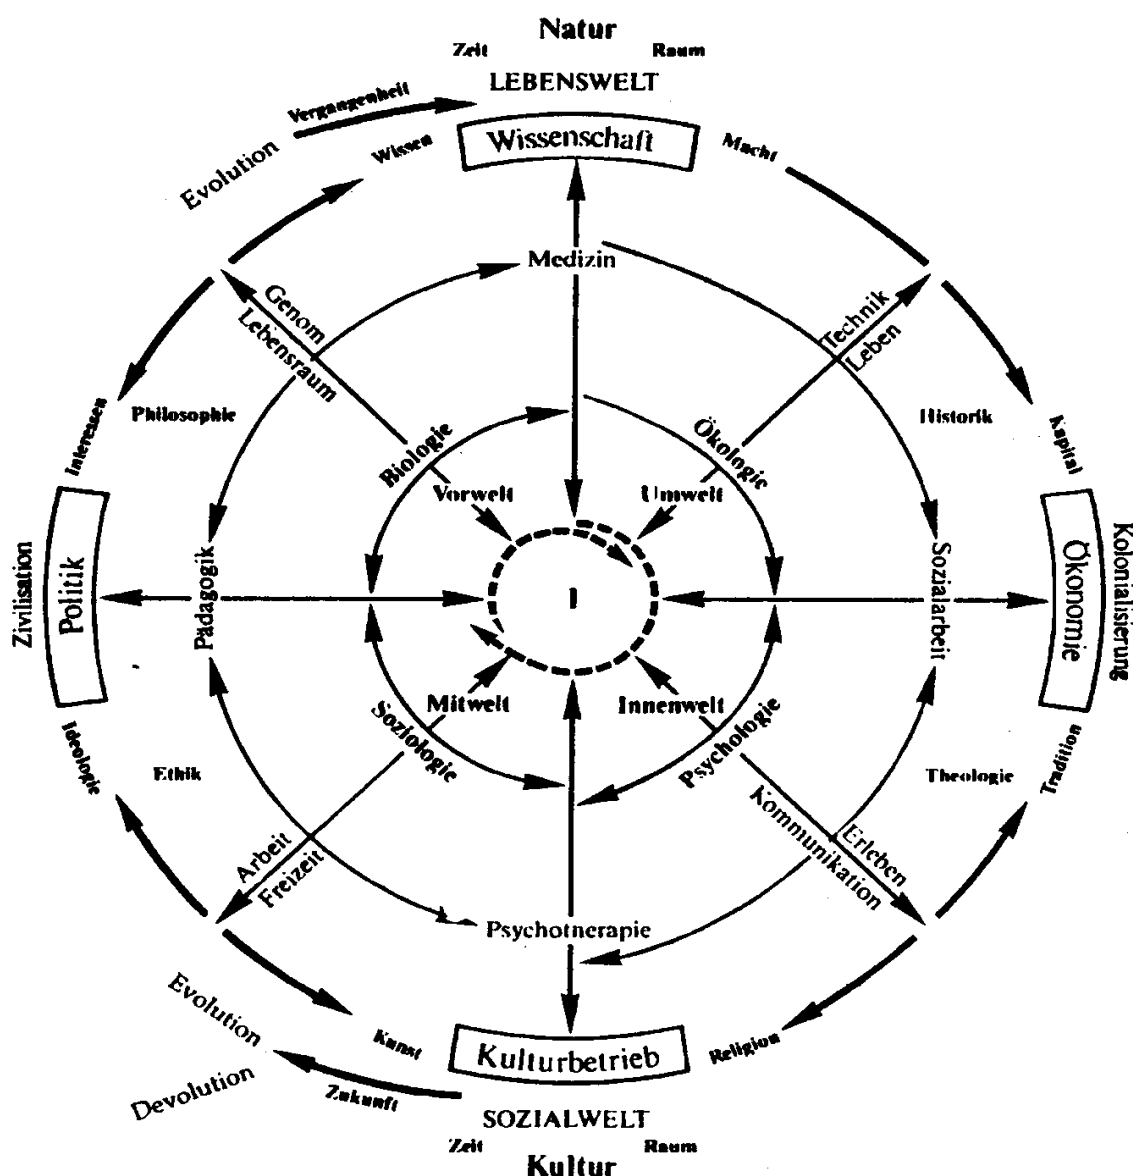 Natur
Zeit Raum
LEBENSWELT
Vergangenheit
Wissenschaft
Wissen
Macht
Evolution
Medizin
Genom
Lebensraum
Technik
Leben
Interessen
Philosophie
Historik
Kapital
Biologie
Ökologie
Vorwelt
Umwelt
Zivilisation
Politik
Pädagogik
I
Sozialarbeit
Ökonomie
Kolonialisierung
Mitwelt
Innenwelt
Soziologie
Psychologie
Ideologie
Ethik
Theologie
Tradition
Arbeit
Freizeit
Kommunikation
Erleben
Psychotherapie
Evolution
Kunst
Kulturbetrieb
Religion
Devolution
Zukunft
SOZIALWELT
Zeit Raum
Kultur